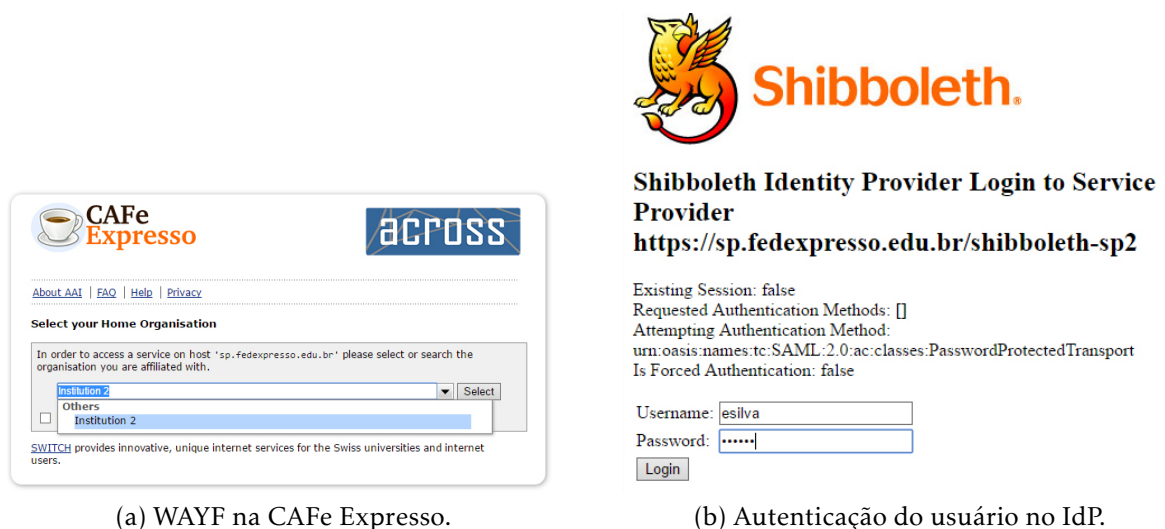 CAFe
Expresso
across
About AAI | FAQ | Help | Privacy
Select your Home Organisation
In order to access a service on host 'sp.fedexpresso.edu.br' please select or search the
organisation you are affiliated with.
Institution 2
Select
Others
Institution 2
SWITCH provides innovative, unique internet services for the Swiss universities and internet
users.
(a) WAYF na CAFe Expresso.
Shibboleth.
Shibboleth Identity Provider Login to Service
Provider
https://sp.fedexpresso.edu.br/shibboleth-sp2
Existing Session: false
Requested Authentication Methods: []
Attempting Authentication Method:
urn:oasis:names:tc:SAML:2.0:ac:classes:PasswordProtectedTransport
Is Forced Authentication: false
Username: esilva
Password: ••••••
Login
(b) Autenticação do usuário no IdP.